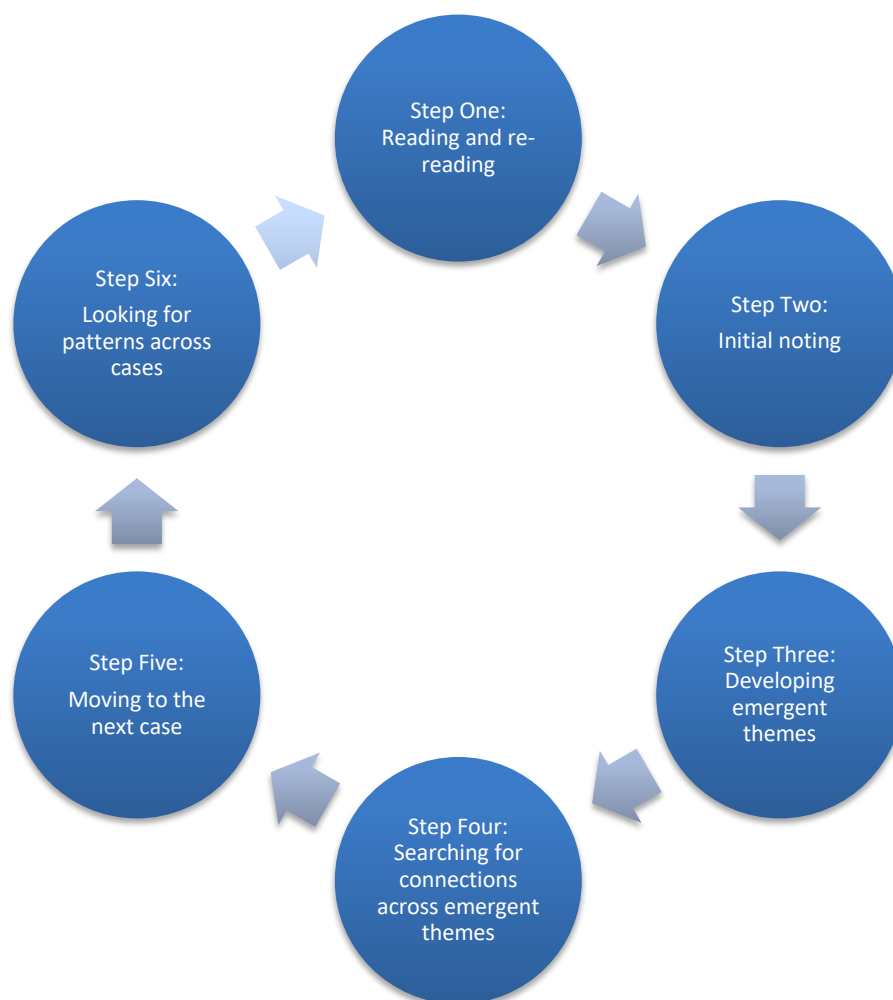 Step One:
Reading and re-
reading
Step Two:
Initial noting
Step Three:
Developing
emergent
themes
Step Four:
Searching for
connections
across emergent
themes
Step Five:
Moving to the
next case
Step Six:
Looking for
patterns across
cases